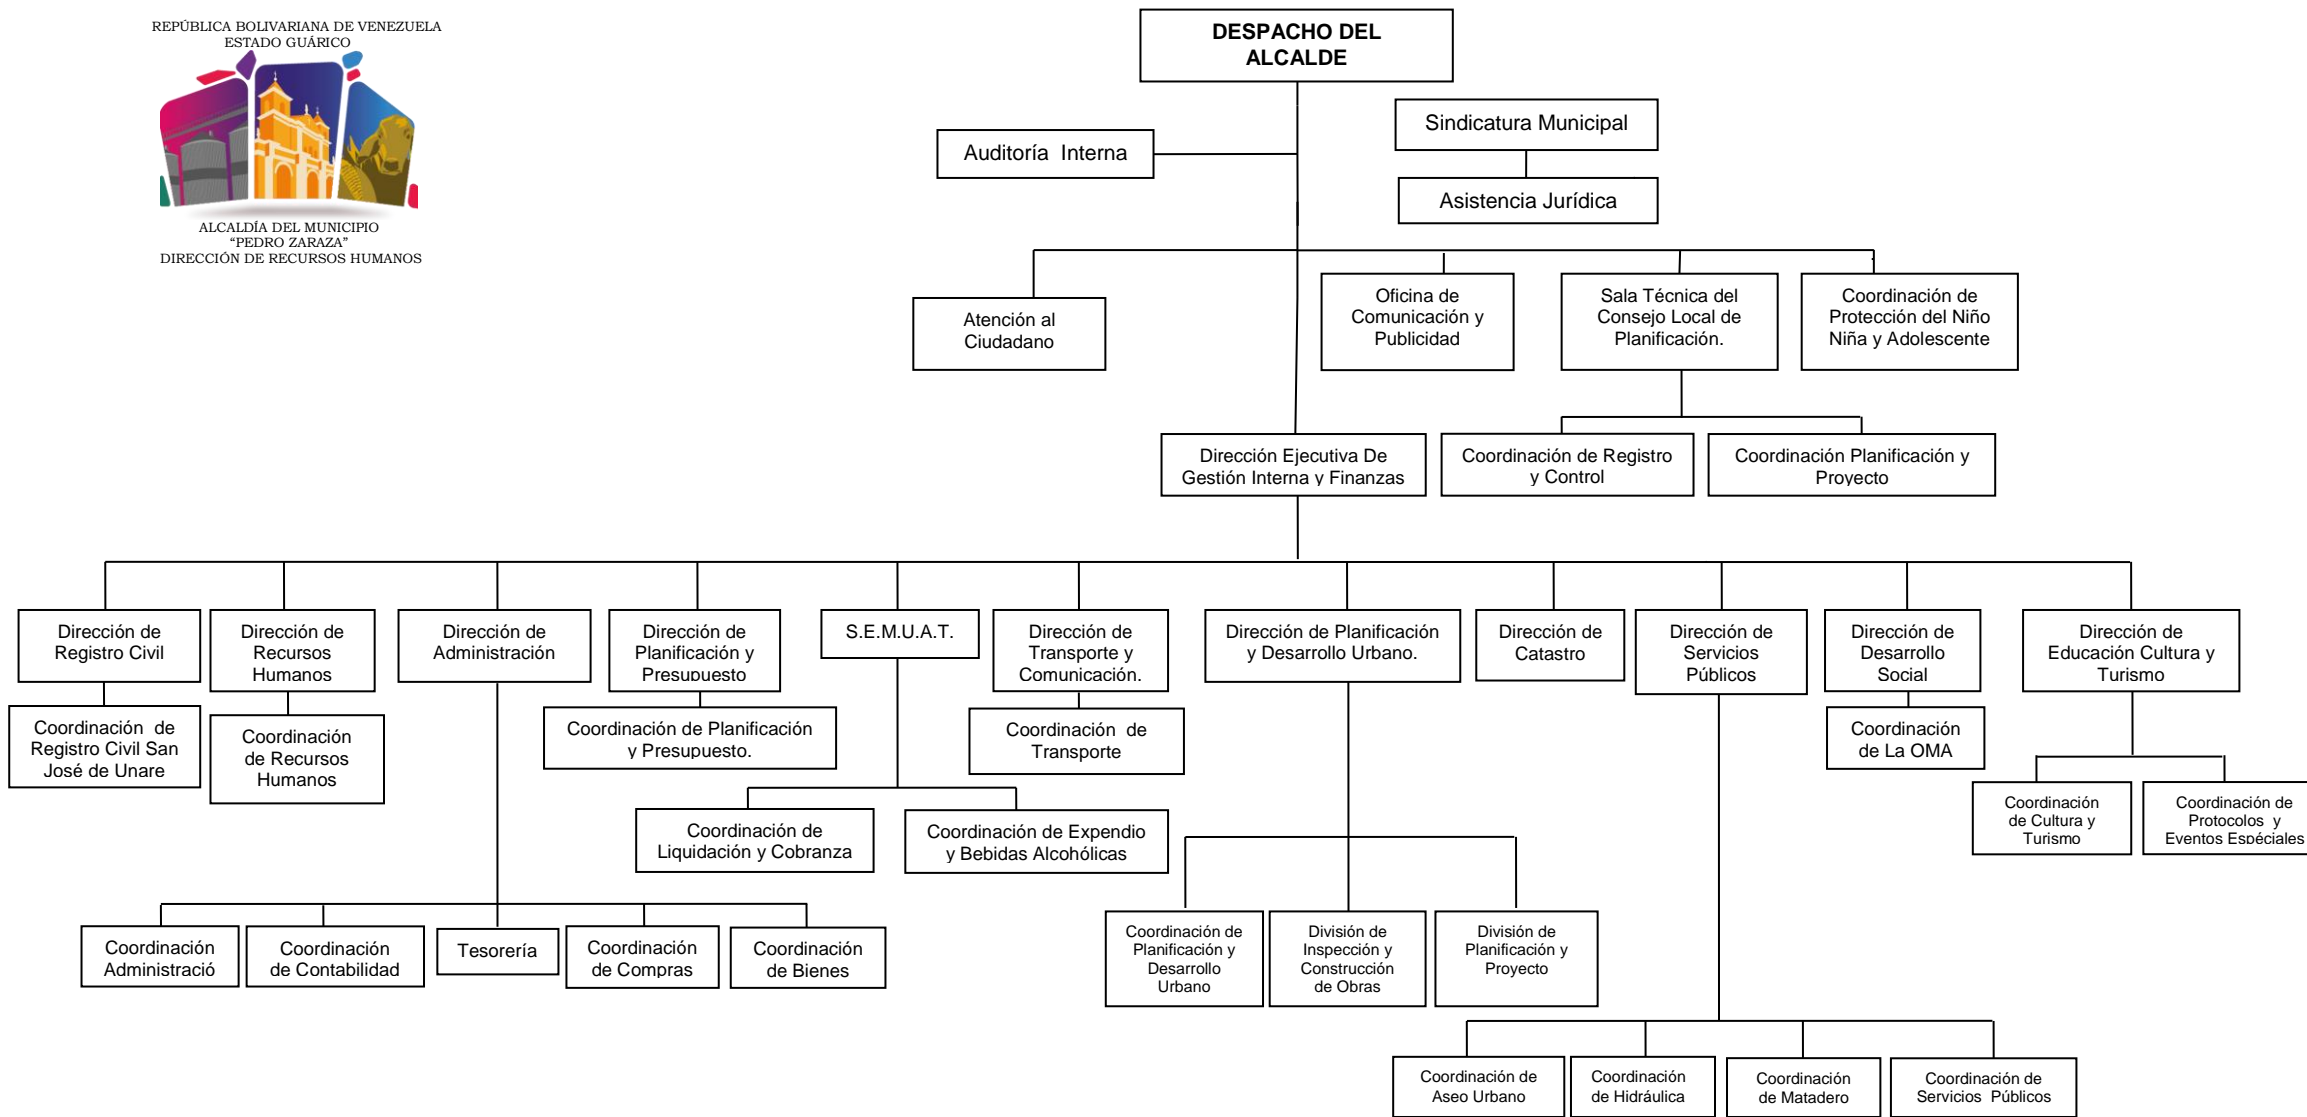 REPÚBLICA BOLIVARIANA DE VENEZUELA
ESTADO GUÁRICO
ALCALDÍA DEL MUNICIPIO
“PEDRO ZARAZA”
DIRECCIÓN DE RECURSOS HUMANOS
DESPACHO DEL
ALCALDE
Auditoría Interna
Sindicatura Municipal
Asistencia Jurídica
Atención al
Ciudadano
Oficina de
Comunicación y
Publicidad
Sala Técnica del
Consejo Local de
Planificación.
Coordinación de
Protección del Niño
Niña y Adolescente
Dirección Ejecutiva De
Gestión Interna y Finanzas
Coordinación de Registro
y Control
Coordinación Planificación y
Proyecto
Dirección de
Registro Civil
Dirección de
Recursos
Humanos
Dirección de
Administración
Dirección de
Planificación y
Presupuesto
S.E.M.U.A.T.
Dirección de
Transporte y
Comunicación.
Dirección de Planificación
y Desarrollo Urbano.
Dirección de
Catastro
Dirección de
Servicios
Públicos
Dirección de
Desarrollo
Social
Dirección de
Educación Cultura y
Turismo
Coordinación de
Registro Civil San
José de Unare
Coordinación
de Recursos
Humanos
Coordinación de Planificación
y Presupuesto.
Coordinación de
Transporte
Coordinación
de La OMA
Coordinación de
Liquidación y Cobranza
Coordinación de Expendio
y Bebidas Alcohólicas
Coordinación
de Cultura y
Turismo
Coordinación de
Protocolos y
Eventos Espéciales
Coordinación
Administració
Coordinación
de Contabilidad
Tesorería
Coordinación
de Compras
Coordinación
de Bienes
Coordinación de
Planificación y
Desarrollo
Urbano
División de
Inspección y
Construcción
de Obras
División de
Planificación y
Proyecto
Coordinación de
Aseo Urbano
Coordinación
de Hidráulica
Coordinación
de Matadero
Coordinación de
Servicios Públicos